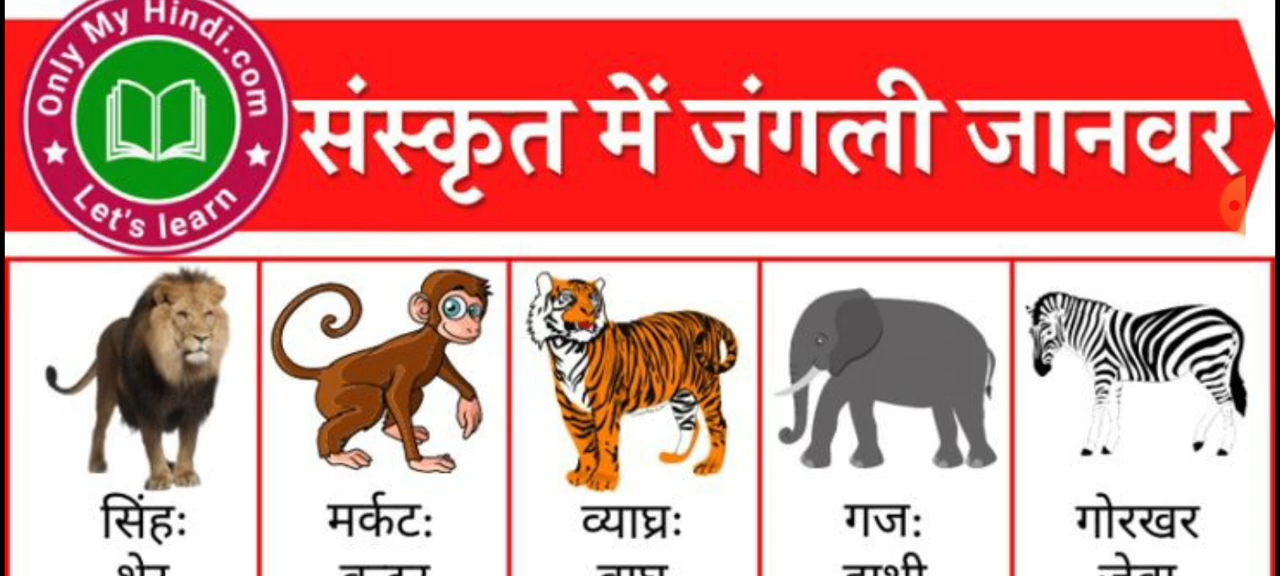 Only My Hindi.com
Let's learn
संस्कृत में जंगली जानवर
सिंहः मर्कटः व्याघ्रः गजः गोरखर